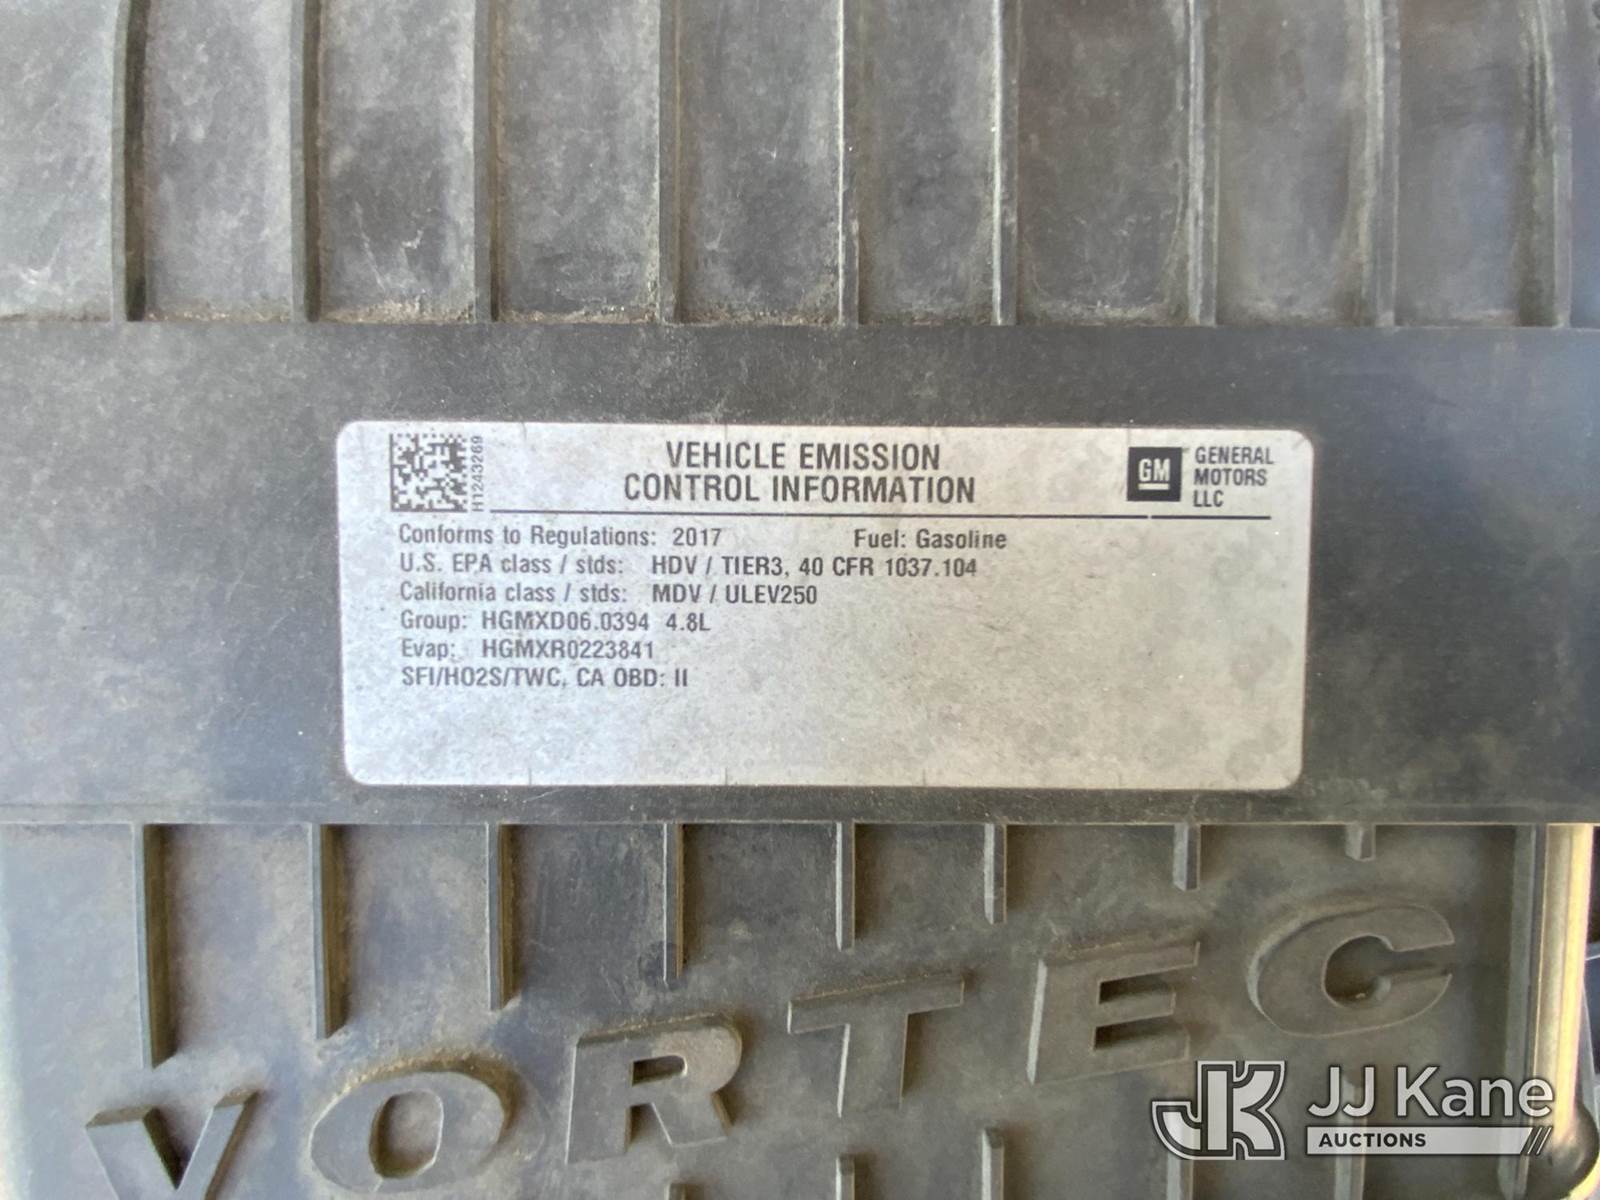 H1243269
VEHICLE EMISSION
CONTROL INFORMATION
GM
GENERAL
MOTORS
LLC
Conforms to Regulations: 2017 Fuel: Gasoline
U.S. EPA class / stds: HDV / TIER3, 40 CFR 1037.104
California class / stds: MDV / ULEV250
Group: HGMXD06.0394 4.8L
Evap: HGMXR0223841
SFI/HO2S/TWC, CA OBD: II
VORTEC
JK JJ Kane
AUCTIONS